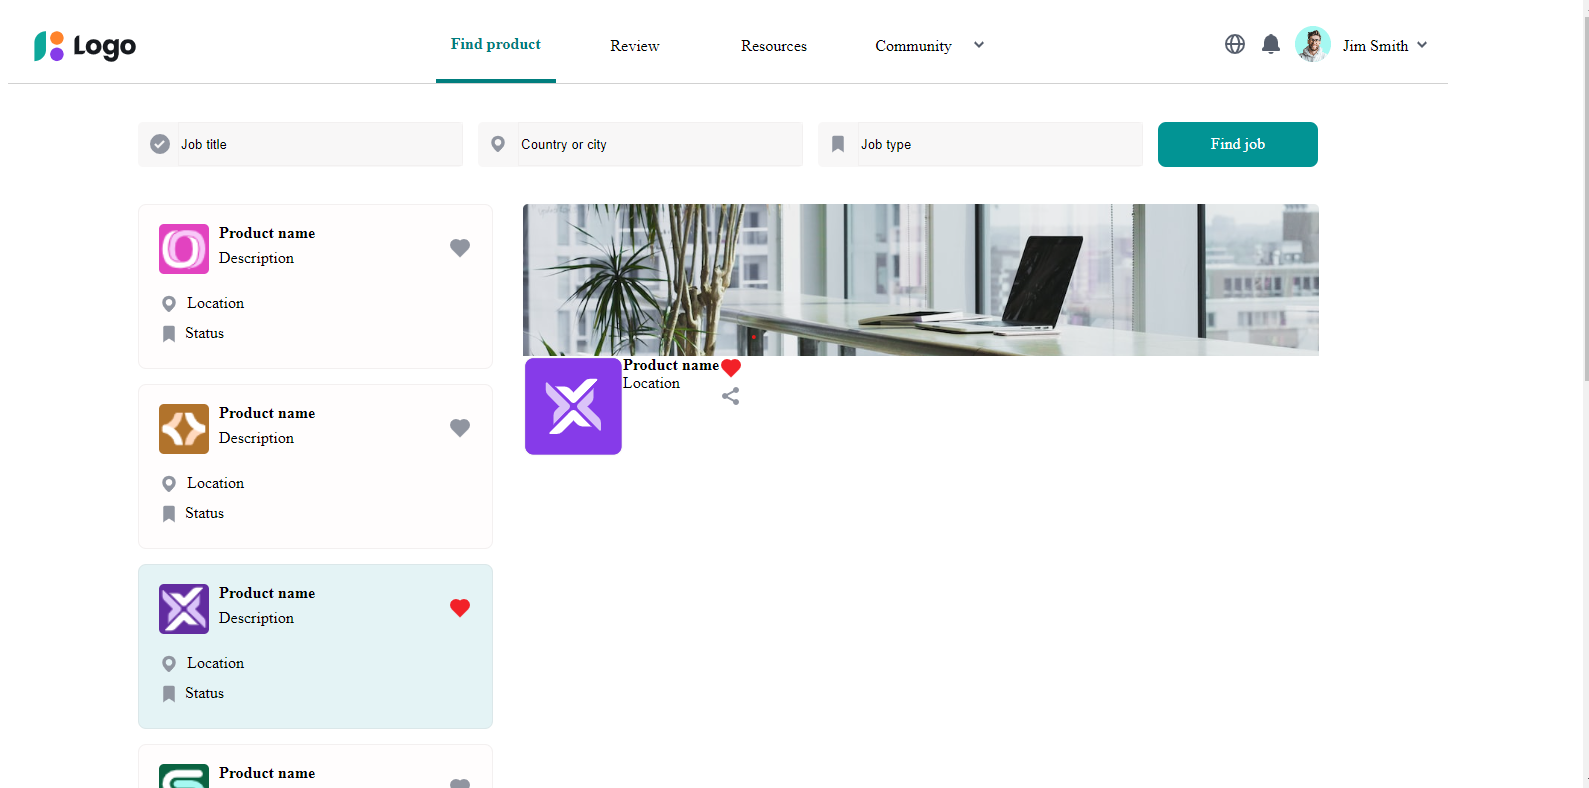 Logo
Find product
Review
Resources
Community
Jim Smith
Job title
Country or city
Job type
Find job
Product name
Description
Location
Status
Product name
Location
Product name
Description
Location
Status
Product name
Description
Location
Status
Product name